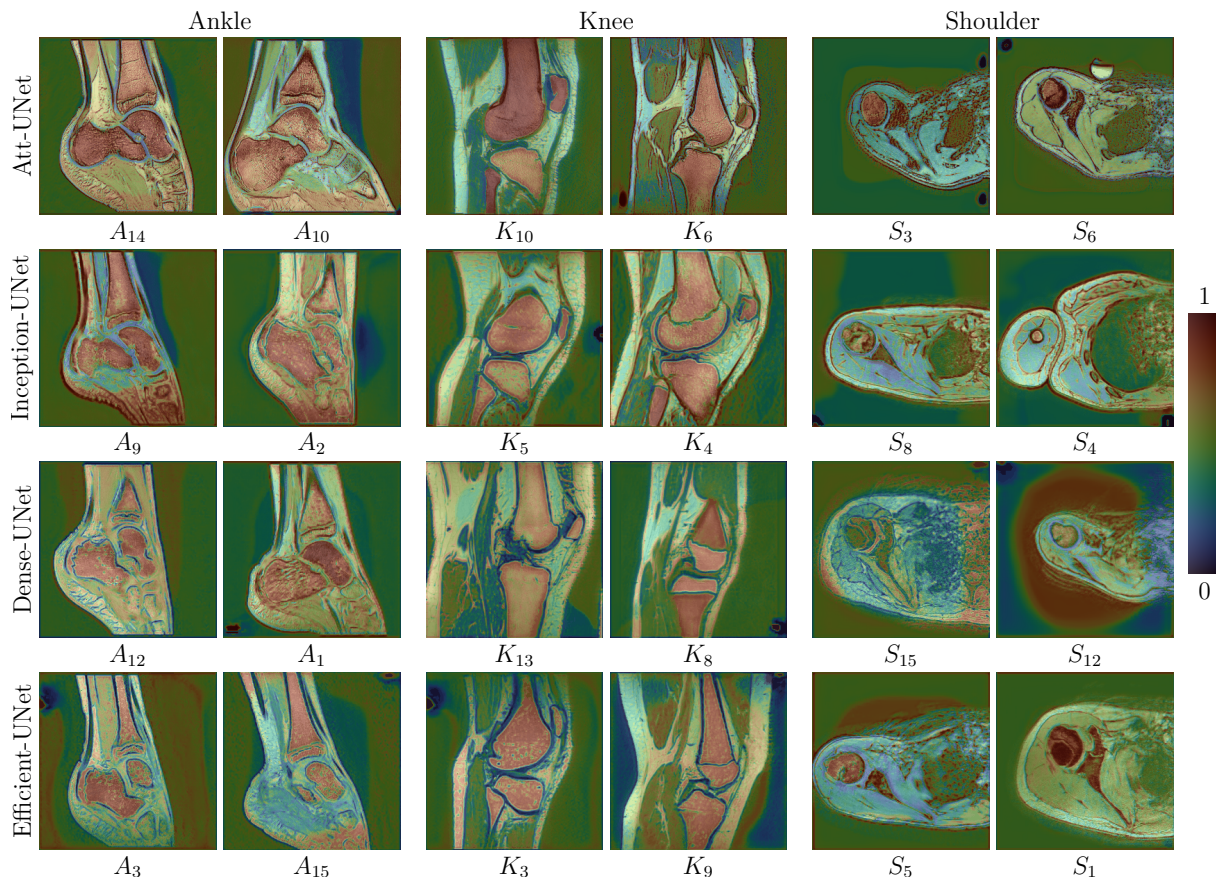 Ankle Knee Shoulder
Att-UNet
A14 A10 K10 K6 S3 S6
Inception-UNet
A9 A2 K5 K4 S8 S4
1
0
Dense-UNet
A12 A1 K13 K8 S15 S12
Efficient-UNet
A3 A15 K3 K9 S5 S1